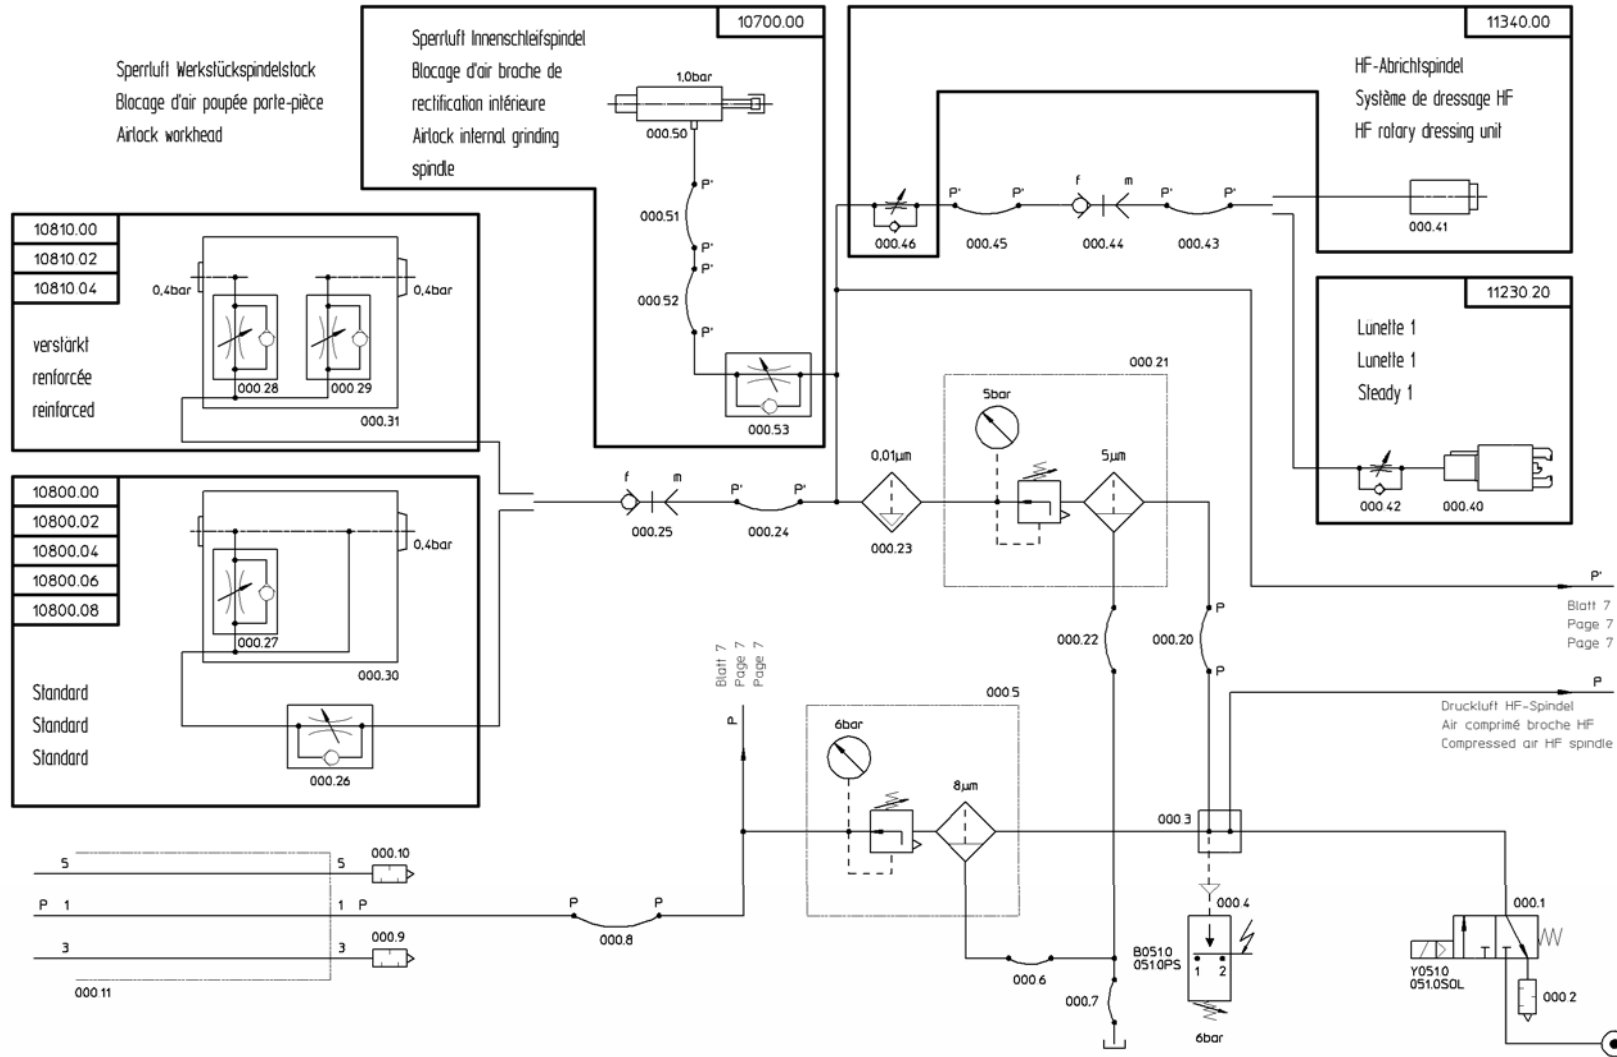 Sperrluft Werkstückspindelstock
Blocage d'air poupée porte-pièce
Airlock workhead
10700.00
Sperrluft Innenschleifspindel
Blocage d'air broche de
rectification intérieure
Airlock internal grinding
spindle
1,0bar
000.50
P'
000.51
P'
P'
000.52
P'
000.53
11340.00
HF-Abrichtspindel
Système de dressage HF
HF rotary dressing unit
000.46
P'
P'
000.45
f
m
000.44
P'
P'
000.43
000.41
11230.20
Lünette 1
Lunette 1
Steady 1
000.42
000.40
10810.00
10810.02
10810.04
verstärkt
renforcée
reinforced
0,4bar
0,4bar
000.28
000.29
000.31
10800.00
10800.02
10800.04
10800.06
10800.08
Standard
Standard
Standard
0,4bar
000.27
000.30
000.26
f
m
000.25
P'
P'
000.24
0,01µm
000.23
000.21
5bar
5µm
000.22
000.20
P
P
P'
Blatt 7
Page 7
Page 7
P
Druckluft HF-Spindel
Air comprimé broche HF
Compressed air HF spindle
Blatt 7
Page 7
Page 7
P
000.5
6bar
8µm
000.3
000.4
B051.0
051.0PS
1 2
6bar
000.1
Y051.0
051.0SOL
000.2
000.6
000.7
5
5
000.10
P 1
1 P
3
3
000.9
000.11
P
P
000.8